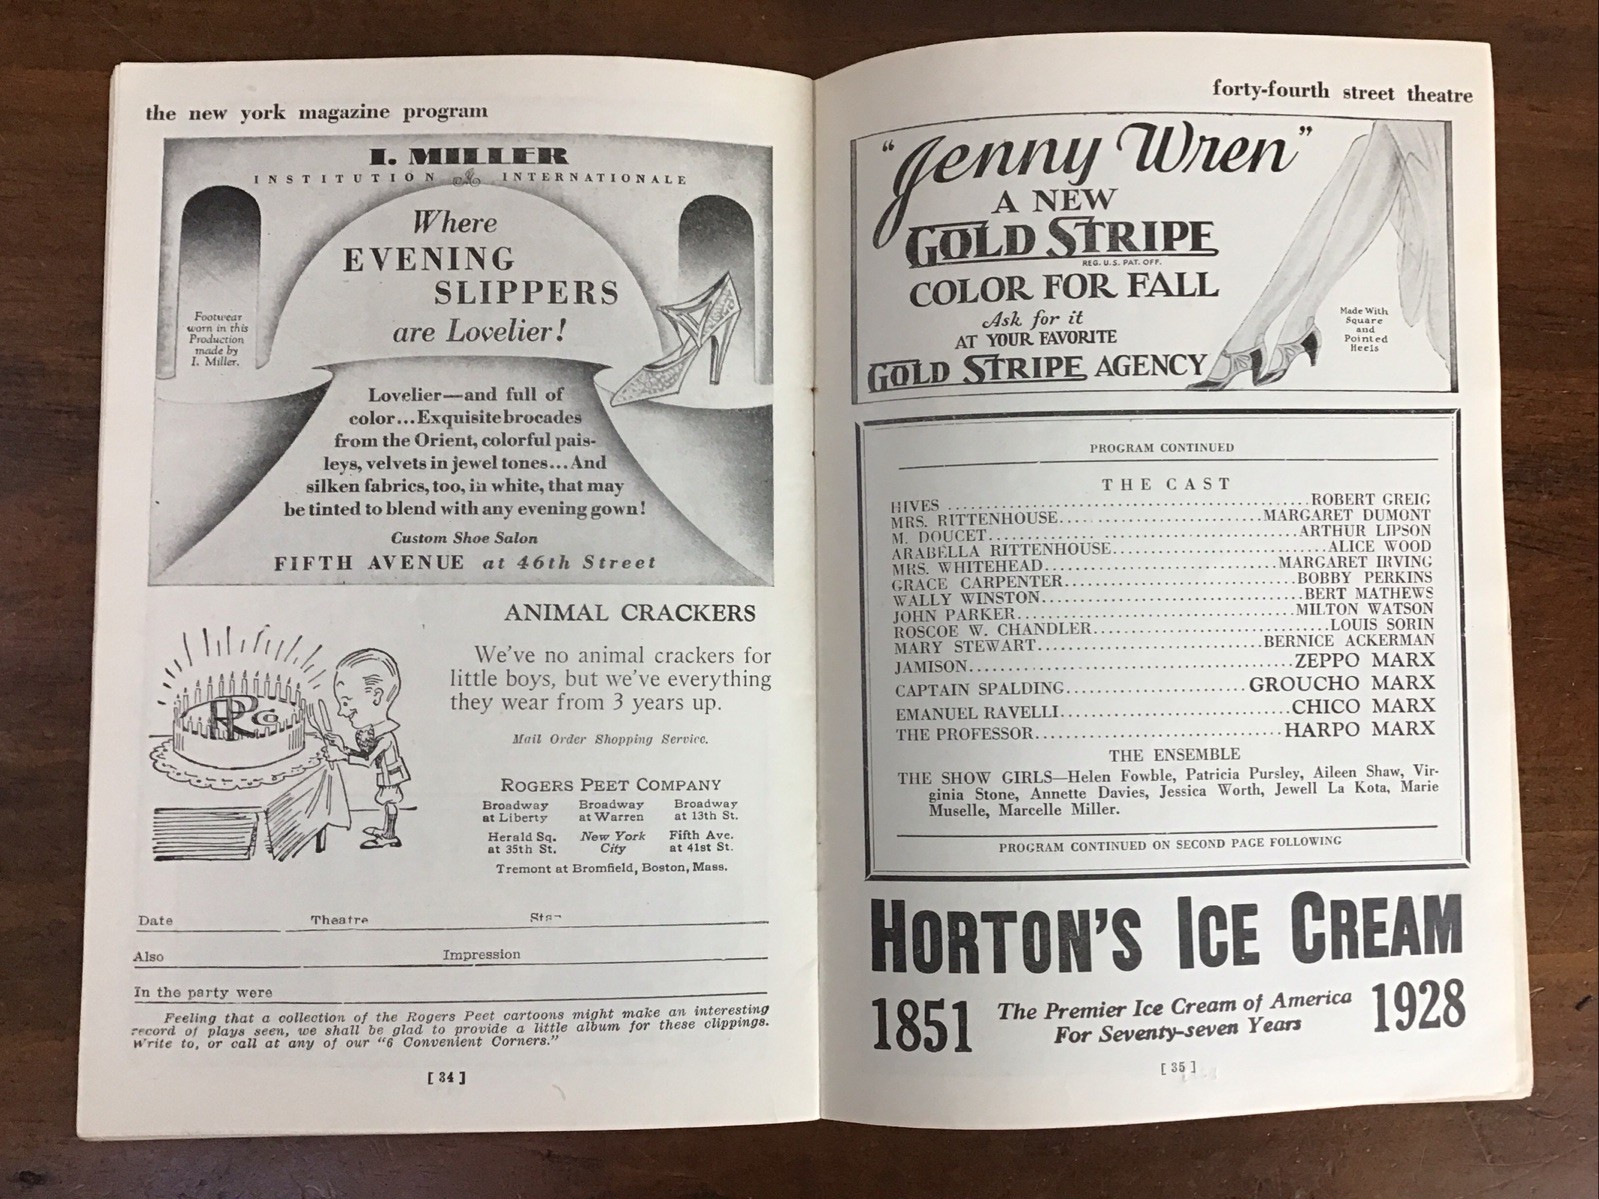 the new york magazine program
I. MILLER
INSTITUTION INTERNATIONALE
Where
EVENING
SLIPPERS
are Lovelier!
Footwear
worn in this
Production
made by
I. Miller.
Lovelier—and full of
color...Exquisite brocades
from the Orient, colorful pais-
leys, velvets in jewel tones...And
silken fabrics, too, in white, that may
be tinted to blend with any evening gown!
Custom Shoe Salon
FIFTH AVENUE at 46th Street
ANIMAL CRACKERS
We've no animal crackers for
little boys, but we've everything
they wear from 3 years up.
Mail Order Shopping Service.
RPCo
ROGERS PEET COMPANY
Broadway Broadway Broadway
at Liberty at Warren at 13th St.
Herald Sq. New York Fifth Ave.
at 35th St. City at 41st St.
Tremont at Bromfield, Boston, Mass.
Date Theatre
Also Impression
In the party were
Feeling that a collection of the Rogers Peet cartoons might make an interesting
record of plays seen, we shall be glad to provide a little album for these clippings.
Write to, or call at any of our "6 Convenient Corners."
[ 34 ]
forty-fourth street theatre
"Jenny Wren"
A NEW
GOLD STRIPE
REG. U.S. PAT. OFF.
COLOR FOR FALL
Ask for it
AT YOUR FAVORITE
GOLD STRIPE AGENCY
Made With
Square
and
Pointed
Heels
PROGRAM CONTINUED
THE CAST
HIVES ........ROBERT GREIG
MRS. RITTENHOUSE........MARGARET DUMONT
M. DOUCET........ARTHUR LIPSON
ARABELLA RITTENHOUSE........ALICE WOOD
MRS. WHITEHEAD........MARGARET IRVING
GRACE CARPENTER........BOBBY PERKINS
WALLY WINSTON........BERT MATHEWS
JOHN PARKER........MILTON WATSON
ROSCOE W. CHANDLER........LOUIS SORIN
MARY STEWART........BERNICE ACKERMAN
JAMISON........ZEPPO MARX
CAPTAIN SPALDING........GROUCHO MARX
EMANUEL RAVELLI........CHICO MARX
THE PROFESSOR........HARPO MARX
THE ENSEMBLE
THE SHOW GIRLS—Helen Fowble, Patricia Pursley, Aileen Shaw, Vir-
ginia Stone, Annette Davies, Jessica Worth, Jewell La Kota, Marie
Muselle, Marcelle Miller.
PROGRAM CONTINUED ON SECOND PAGE FOLLOWING
HORTON'S ICE CREAM
1851 The Premier Ice Cream of America 1928
For Seventy-seven Years
[ 35 ]